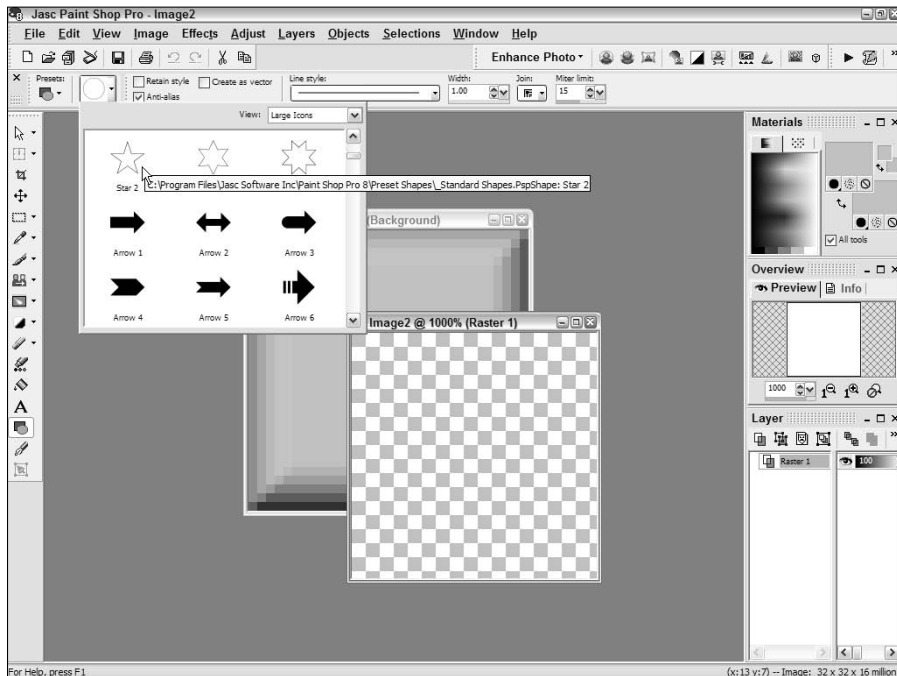 Jasc Paint Shop Pro - Image2
File Edit View Image Effects Adjust Layers Objects Selections Window Help
Enhance Photo
Presets:
Retain style
Create as vector
Anti-alias
Line style:
Width:
1.00
Join:
Miter limit:
15
View: Large Icons
Star 2
C:\Program Files\Jasc Software Inc\Paint Shop Pro 8\Preset Shapes\_Standard Shapes.PspShape: Star 2
Arrow 1 Arrow 2 Arrow 3
Arrow 4 Arrow 5 Arrow 6
(Background)
Image2 @ 1000% (Raster 1)
Materials
All tools
Overview
Preview Info
1000
Layer
Raster 1
100
A
For Help, press F1
(x:13 y:7) -- Image: 32 x 32 x 16 million